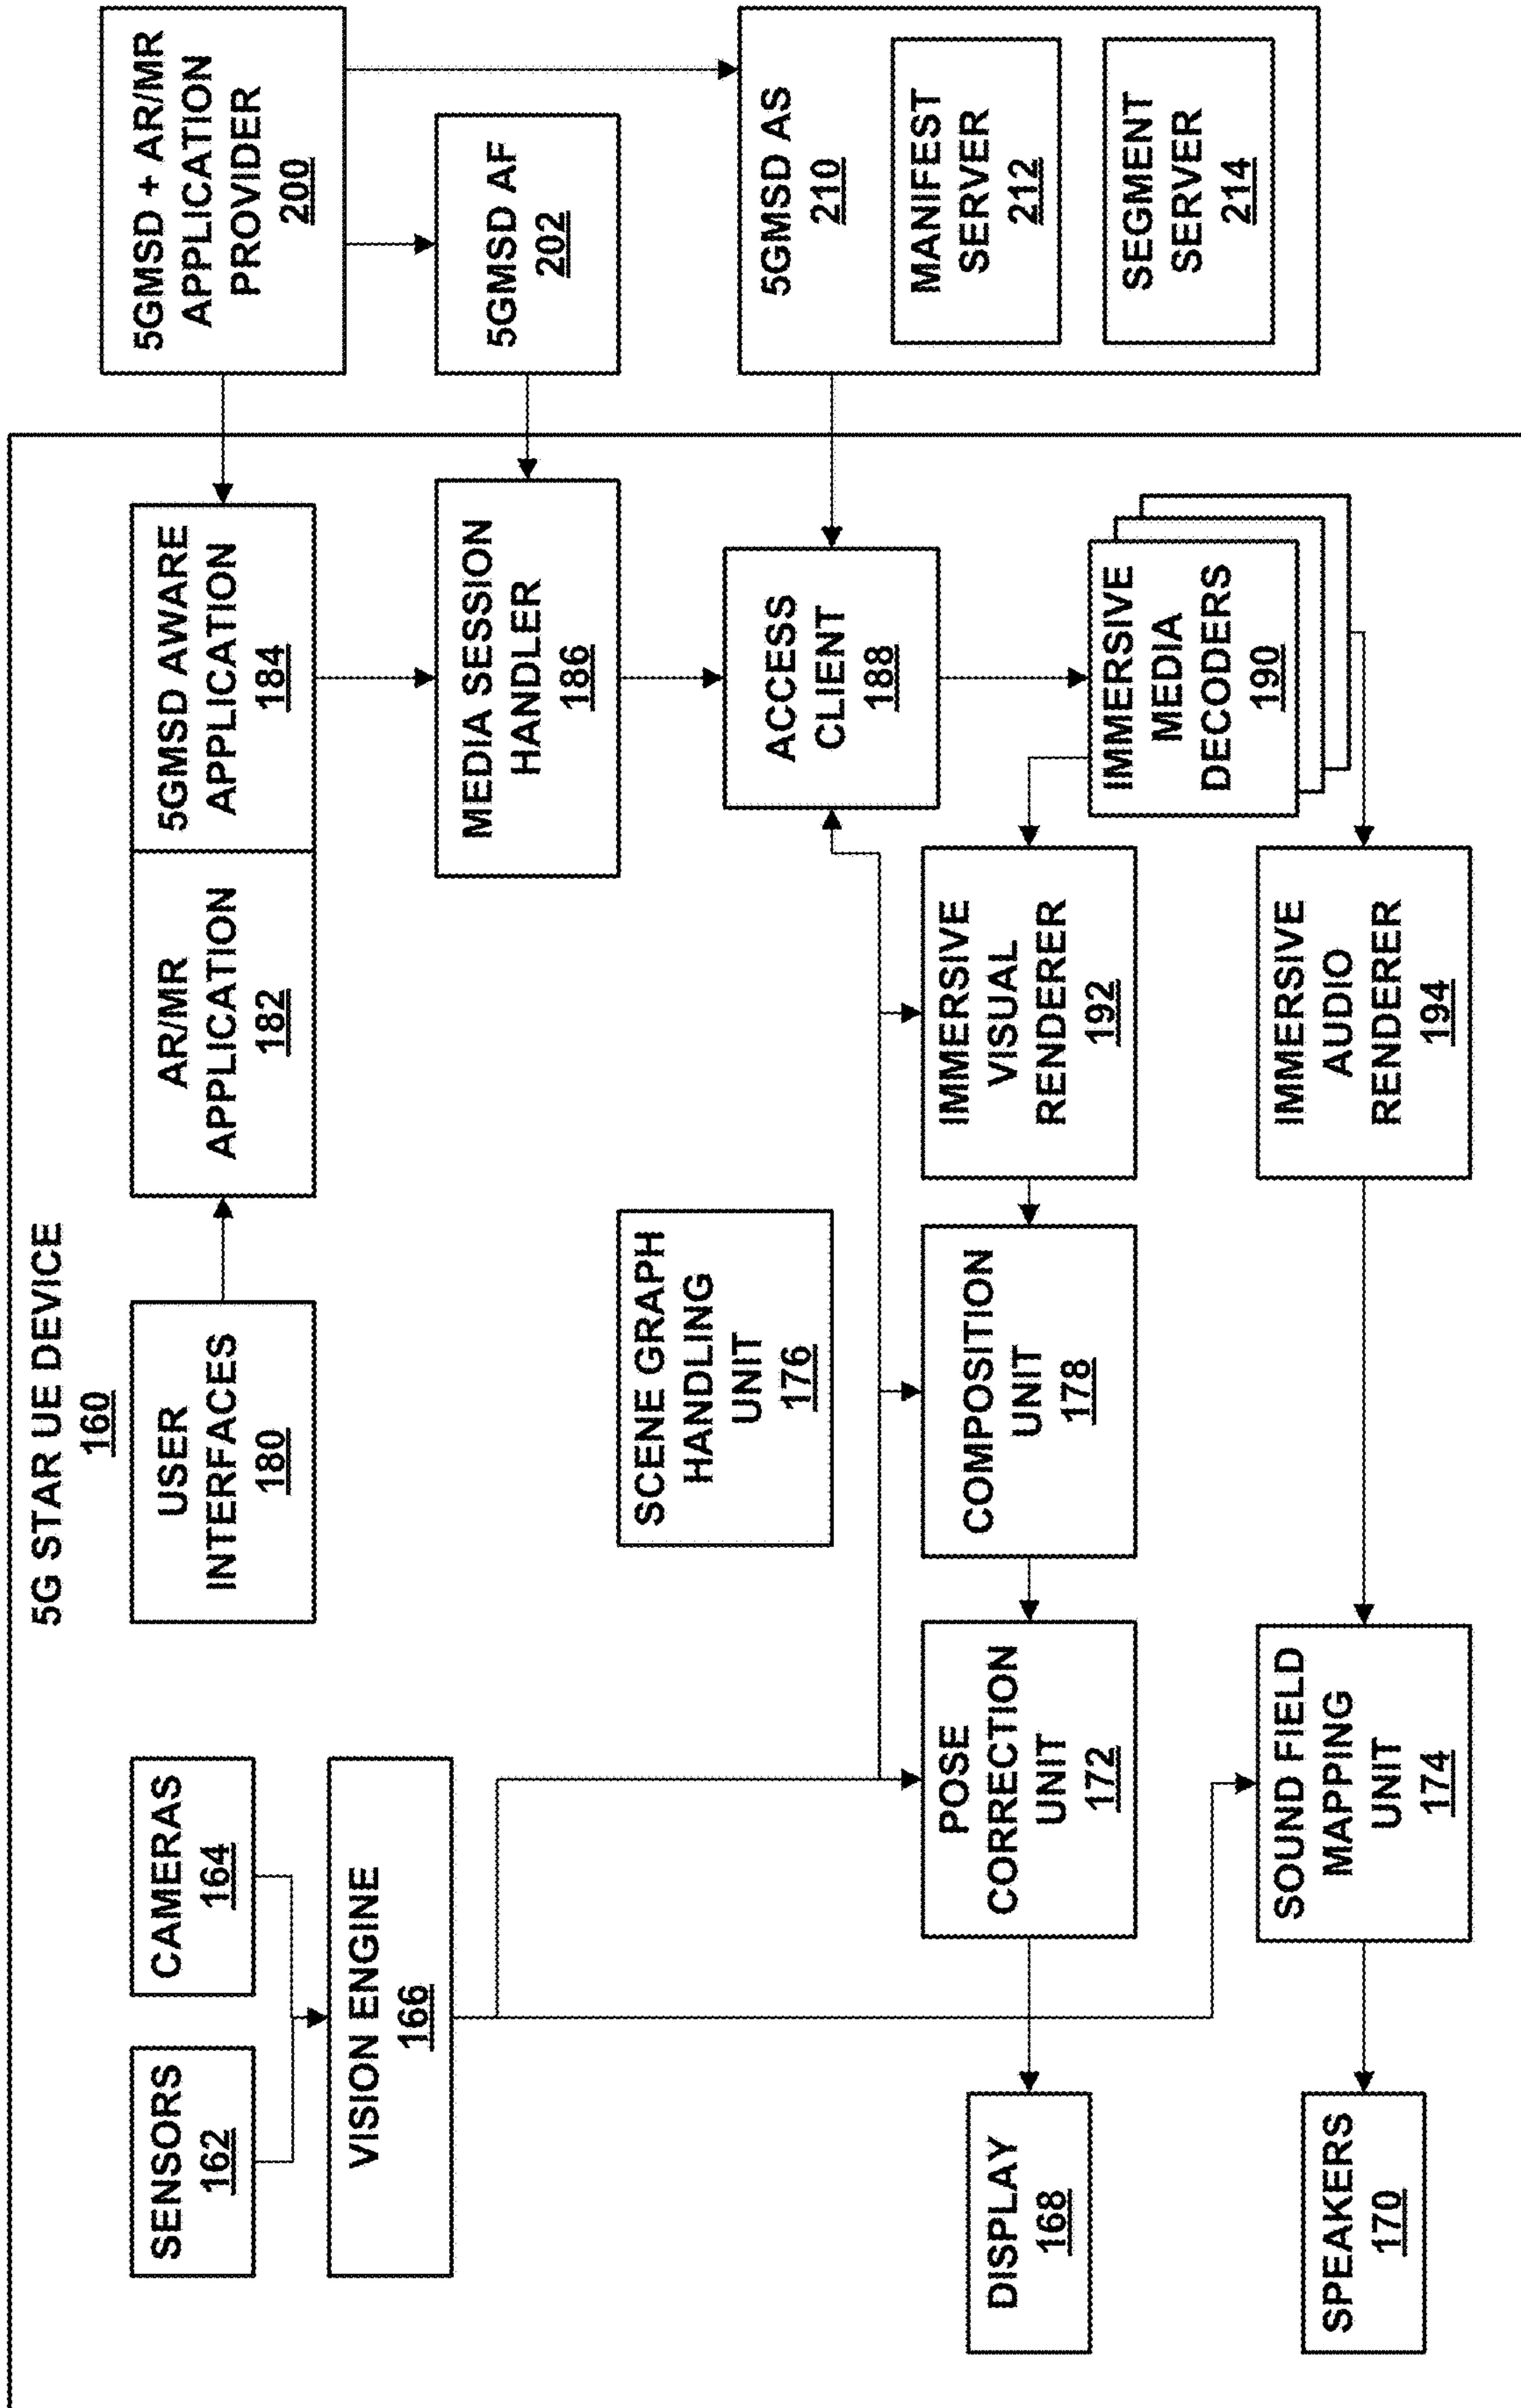 5G STAR UE DEVICE
160
SENSORS
162
CAMERAS
164
VISION ENGINE
166
USER
INTERFACES
180
AR/MR
APPLICATION
182
5GMSD AWARE
APPLICATION
184
5GMSD + AR/MR
APPLICATION
PROVIDER
200
MEDIA SESSION
HANDLER
186
5GMSD AF
202
SCENE GRAPH
HANDLING
UNIT
176
ACCESS
CLIENT
188
5GMSD AS
210
MANIFEST
SERVER
212
SEGMENT
SERVER
214
DISPLAY
168
POSE
CORRECTION
UNIT
172
COMPOSITION
UNIT
178
IMMERSIVE
VISUAL
RENDERER
192
IMMERSIVE
MEDIA
DECODERS
190
SPEAKERS
170
SOUND FIELD
MAPPING
UNIT
174
IMMERSIVE
AUDIO
RENDERER
194